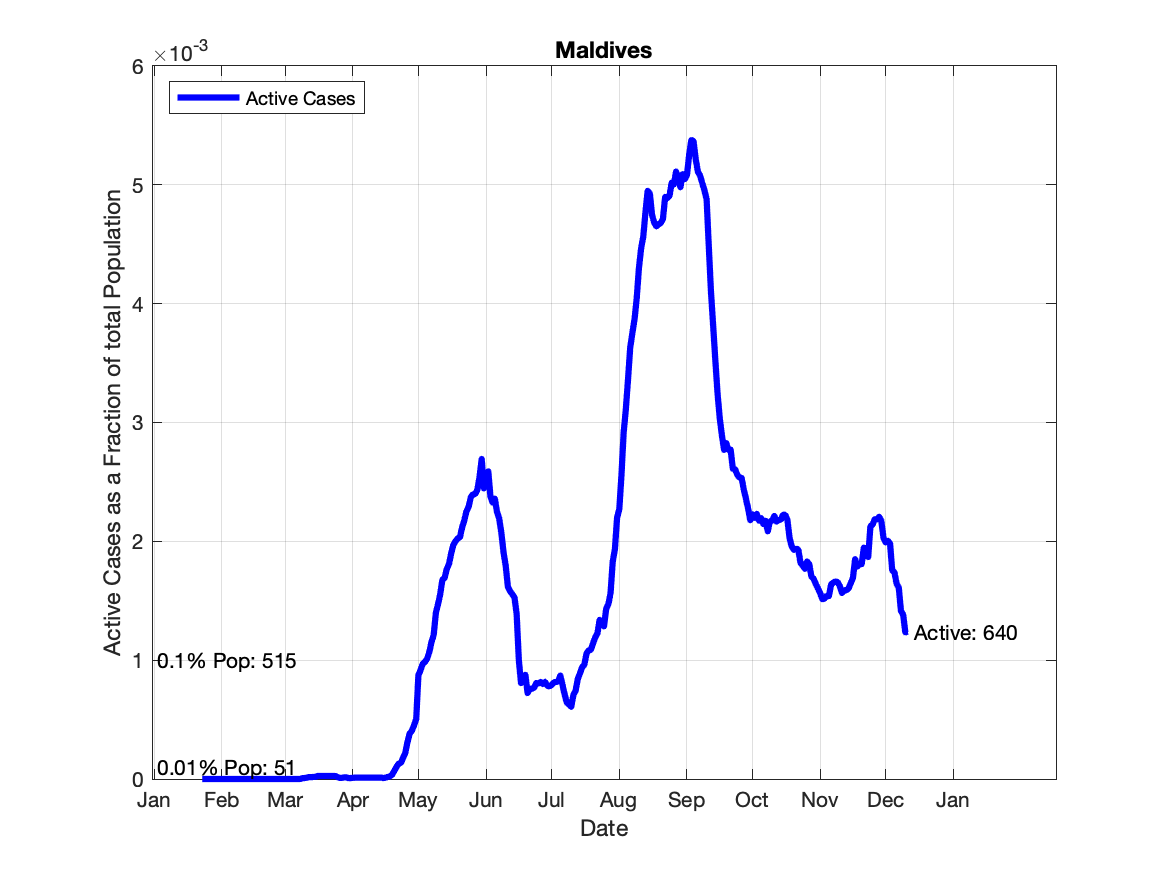 Maldives
×10-3
Active Cases
6
5
4
3
2
1
0
Active Cases as a Fraction of total Population
0.1% Pop: 515
0.01% Pop: 51
Active: 640
Jan Feb Mar Apr May Jun Jul Aug Sep Oct Nov Dec Jan
Date